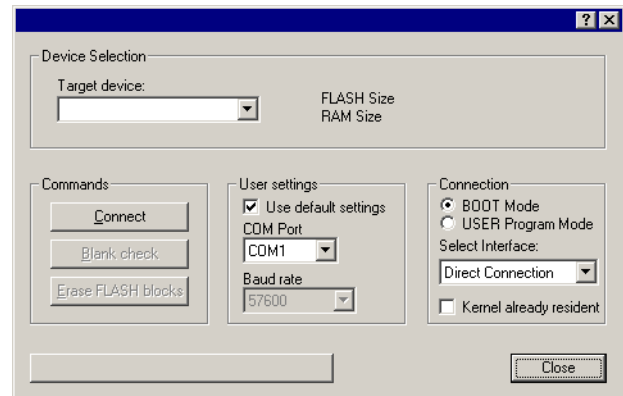 Device Selection
Target device:
FLASH Size
RAM Size
Commands
Connect
Blank check
Erase FLASH blocks
User settings
Use default settings
COM Port
COM1
Baud rate
57600
Connection
BOOT Mode
USER Program Mode
Select Interface:
Direct Connection
Kernel already resident
Close